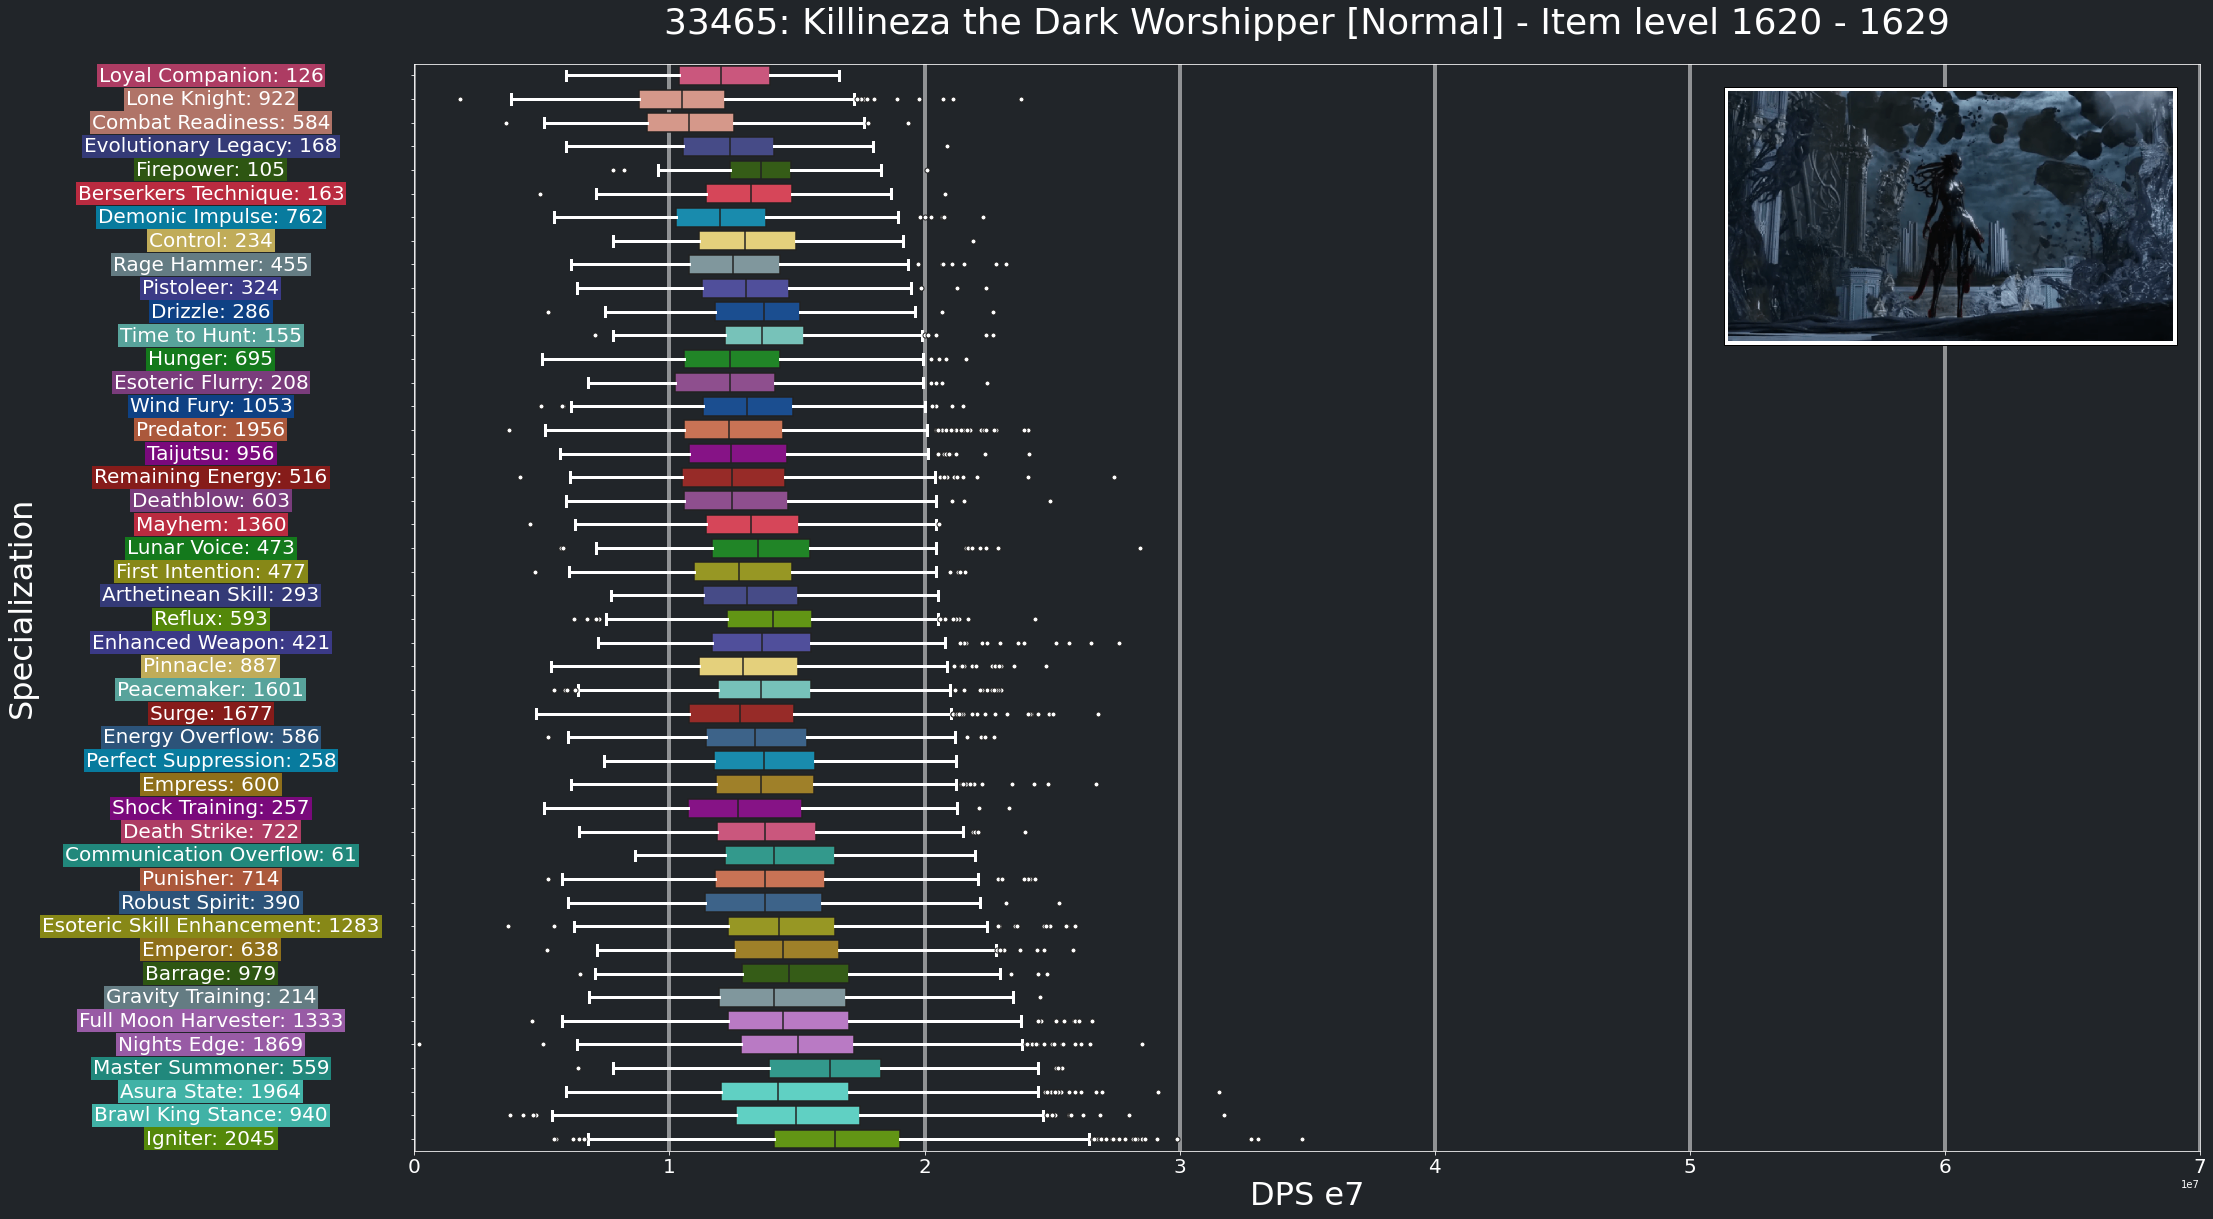 33465: Killineza the Dark Worshipper [Normal] - Item level 1620 - 1629
Specialization
Loyal Companion: 126
Lone Knight: 922
Combat Readiness: 584
Evolutionary Legacy: 168
Firepower: 105
Berserkers Technique: 163
Demonic Impulse: 762
Control: 234
Rage Hammer: 455
Pistoleer: 324
Drizzle: 286
Time to Hunt: 155
Hunger: 695
Esoteric Flurry: 208
Wind Fury: 1053
Predator: 1956
Taijutsu: 956
Remaining Energy: 516
Deathblow: 603
Mayhem: 1360
Lunar Voice: 473
First Intention: 477
Arthetinean Skill: 293
Reflux: 593
Enhanced Weapon: 421
Pinnacle: 887
Peacemaker: 1601
Surge: 1677
Energy Overflow: 586
Perfect Suppression: 258
Empress: 600
Shock Training: 257
Death Strike: 722
Communication Overflow: 61
Punisher: 714
Robust Spirit: 390
Esoteric Skill Enhancement: 1283
Emperor: 638
Barrage: 979
Gravity Training: 214
Full Moon Harvester: 1333
Nights Edge: 1869
Master Summoner: 559
Asura State: 1964
Brawl King Stance: 940
Igniter: 2045
0 1 2 3 4 5 6 7
1e7
DPS e7